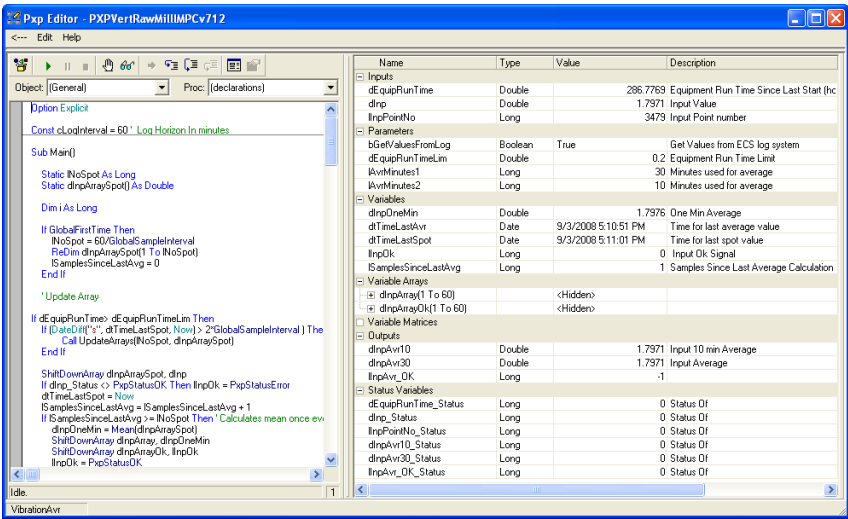 Pxp Editor - PXPVertRawMilllMPCv712
<--- Edit Help
Object: (General) Proc: (declarations)
Option Explicit
Const cLogInterval = 60 ' Log Horizon In minutes
Sub Main()
Static lNoSpot As Long
Static dInpArraySpot() As Double
Dim i As Long
If GlobalFirstTime Then
lNoSpot = 60/GlobalSampleInterval
ReDim dInpArraySpot(1 To lNoSpot)
lSamplesSinceLastAvg = 0
End If
' Update Array
If dEquipRunTime> dEquipRunTimeLim Then
If (DateDiff("s", dtTimeLastSpot, Now) > 2*GlobalSampleInterval ) The
Call UpdateArrays(lNoSpot, dInpArraySpot)
End If
ShiftDownArray dInpArraySpot, dInp
If dInp_Status <> PxpStatusOK Then lInpOk = PxpStatusError
dtTimeLastSpot = Now
lSamplesSinceLastAvg = lSamplesSinceLastAvg + 1
If lSamplesSinceLastAvg >= lNoSpot Then ' Calculates mean once eve
dInpOneMin = Mean(dInpArraySpot)
ShiftDownArray dInpArray, dInpOneMin
ShiftDownArray dInpArrayOk, lInpOk
lInpOk = PxpStatusOK
Idle. 1
Name Type Value Description
Inputs
dEquipRunTime Double 286.7769 Equipment Run Time Since Last Start (ho
dInp Double 1.7971 Input Value
lInpPointNo Long 3479 Input Point number
Parameters
bGetValuesFromLog Boolean True Get Values from ECS log system
dEquipRunTimeLim Double 0.2 Equipment Run Time Limit
lAvrMinutes1 Long 30 Minutes used for average
lAvrMinutes2 Long 10 Minutes used for average
Variables
dInpOneMin Double 1.7976 One Min Average
dtTimeLastAvr Date 9/3/2008 5:10:51 PM Time for last average value
dtTimeLastSpot Date 9/3/2008 5:11:01 PM Time for last spot value
lInpOk Long 0 Input Ok Signal
lSamplesSinceLastAvg Long 1 Samples Since Last Average Calculation
Variable Arrays
dInpArray(1 To 60) <Hidden>
dInpArrayOk(1 To 60) <Hidden>
Variable Matrices
Outputs
dInpAvr10 Double 1.7971 Input 10 min Average
dInpAvr30 Double 1.7971 Input Average
lInpAvr_OK Long -1
Status Variables
dEquipRunTime_Status Long 0 Status Of
dInp_Status Long 0 Status Of
lInpPointNo_Status Long 0 Status Of
dInpAvr10_Status Long 0 Status Of
dInpAvr30_Status Long 0 Status Of
lInpAvr_OK_Status Long 0 Status Of
VibrationAvr